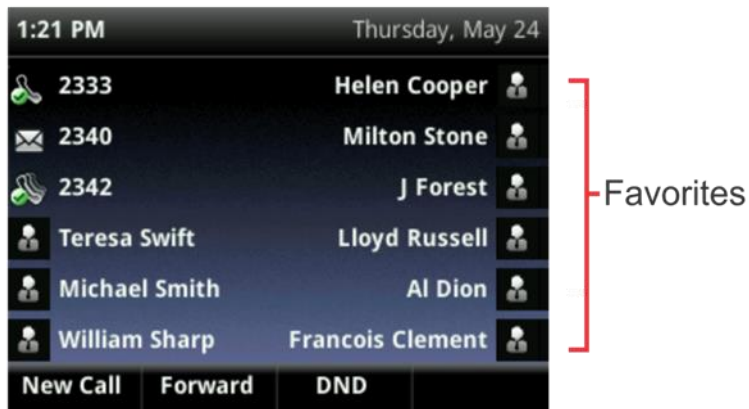 1:21 PM Thursday, May 24
2333 Helen Cooper
2340 Milton Stone
2342 J Forest
Favorites
Teresa Swift Lloyd Russell
Michael Smith Al Dion
William Sharp Francois Clement
New Call Forward DND